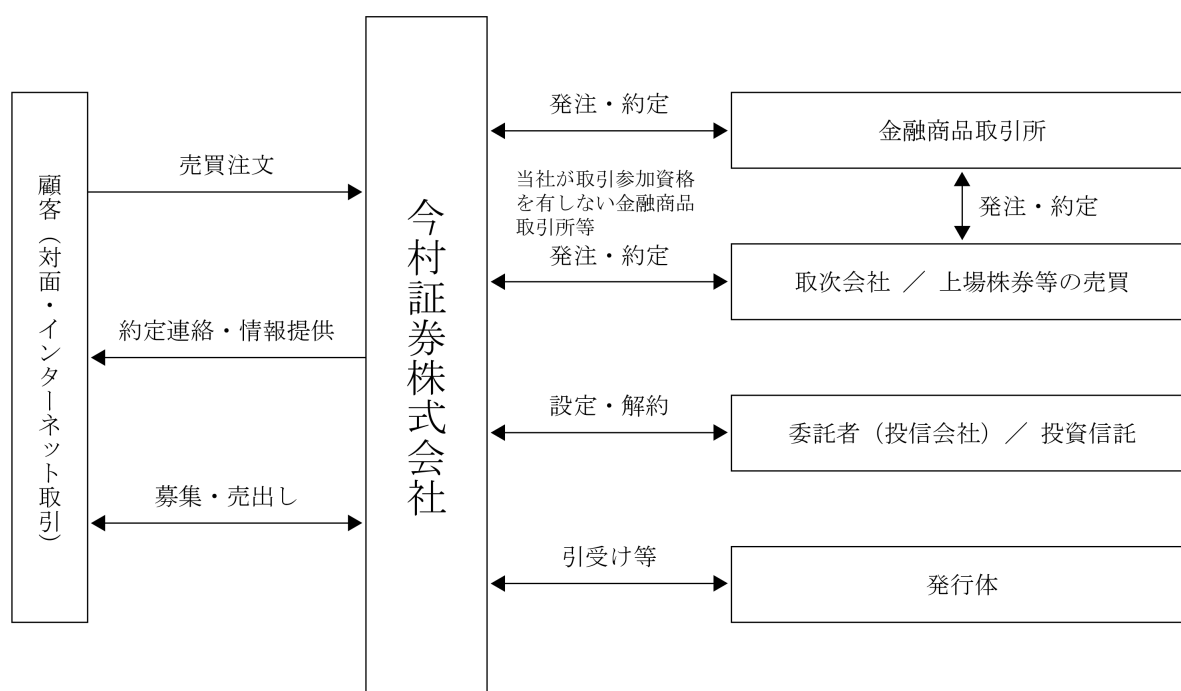 顧客（対面・インターネット取引）
売買注文
約定連絡・情報提供
募集・売出し
今村証券株式会社
発注・約定
当社が取引参加資格
を有しない金融商品
取引所等
発注・約定
設定・解約
引受け等
金融商品取引所
発注・約定
取次会社 ／ 上場株券等の売買
委託者（投信会社）／ 投資信託
発行体